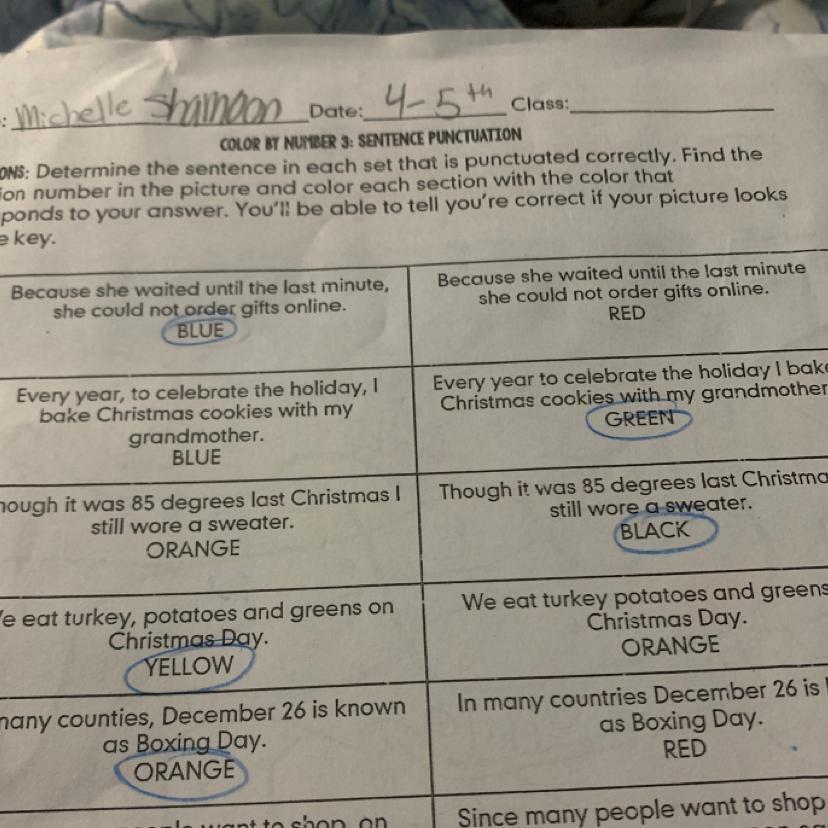 : Michelle Shamoon Date: 4-5th Class:
COLOR BY NUMBER 3: SENTENCE PUNCTUATION
ONS: Determine the sentence in each set that is punctuated correctly. Find the
ion number in the picture and color each section with the color that
ponds to your answer. You'll be able to tell you're correct if your picture looks
e key.
Because she waited until the last minute,
she could not order gifts online.
BLUE
Because she waited until the last minute
she could not order gifts online.
RED
Every year, to celebrate the holiday, I
bake Christmas cookies with my
grandmother.
BLUE
Every year to celebrate the holiday I bake
Christmas cookies with my grandmother
GREEN
hough it was 85 degrees last Christmas I
still wore a sweater.
ORANGE
Though it was 85 degrees last Christma
still wore a sweater.
BLACK
e eat turkey, potatoes and greens on
Christmas Day.
YELLOW
We eat turkey potatoes and greens
Christmas Day.
ORANGE
many counties, December 26 is known
as Boxing Day.
ORANGE
In many countries December 26 is
as Boxing Day.
RED
want to shop on
Since many people want to shop